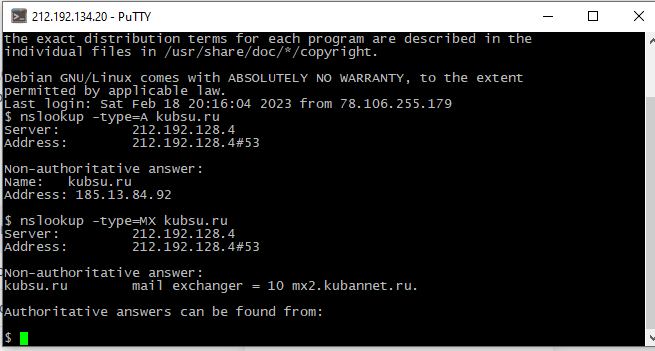 212.192.134.20 - PuTTY
the exact distribution terms for each program are described in the
individual files in /usr/share/doc/*/copyright.
Debian GNU/Linux comes with ABSOLUTELY NO WARRANTY, to the extent
permitted by applicable law.
Last login: Sat Feb 18 20:16:04 2023 from 78.106.255.179
$ nslookup -type=A kubsu.ru
Server:         212.192.128.4
Address:        212.192.128.4#53
Non-authoritative answer:
Name:   kubsu.ru
Address: 185.13.84.92
$ nslookup -type=MX kubsu.ru
Server:         212.192.128.4
Address:        212.192.128.4#53
Non-authoritative answer:
kubsu.ru        mail exchanger = 10 mx2.kubannet.ru.
Authoritative answers can be found from:
$